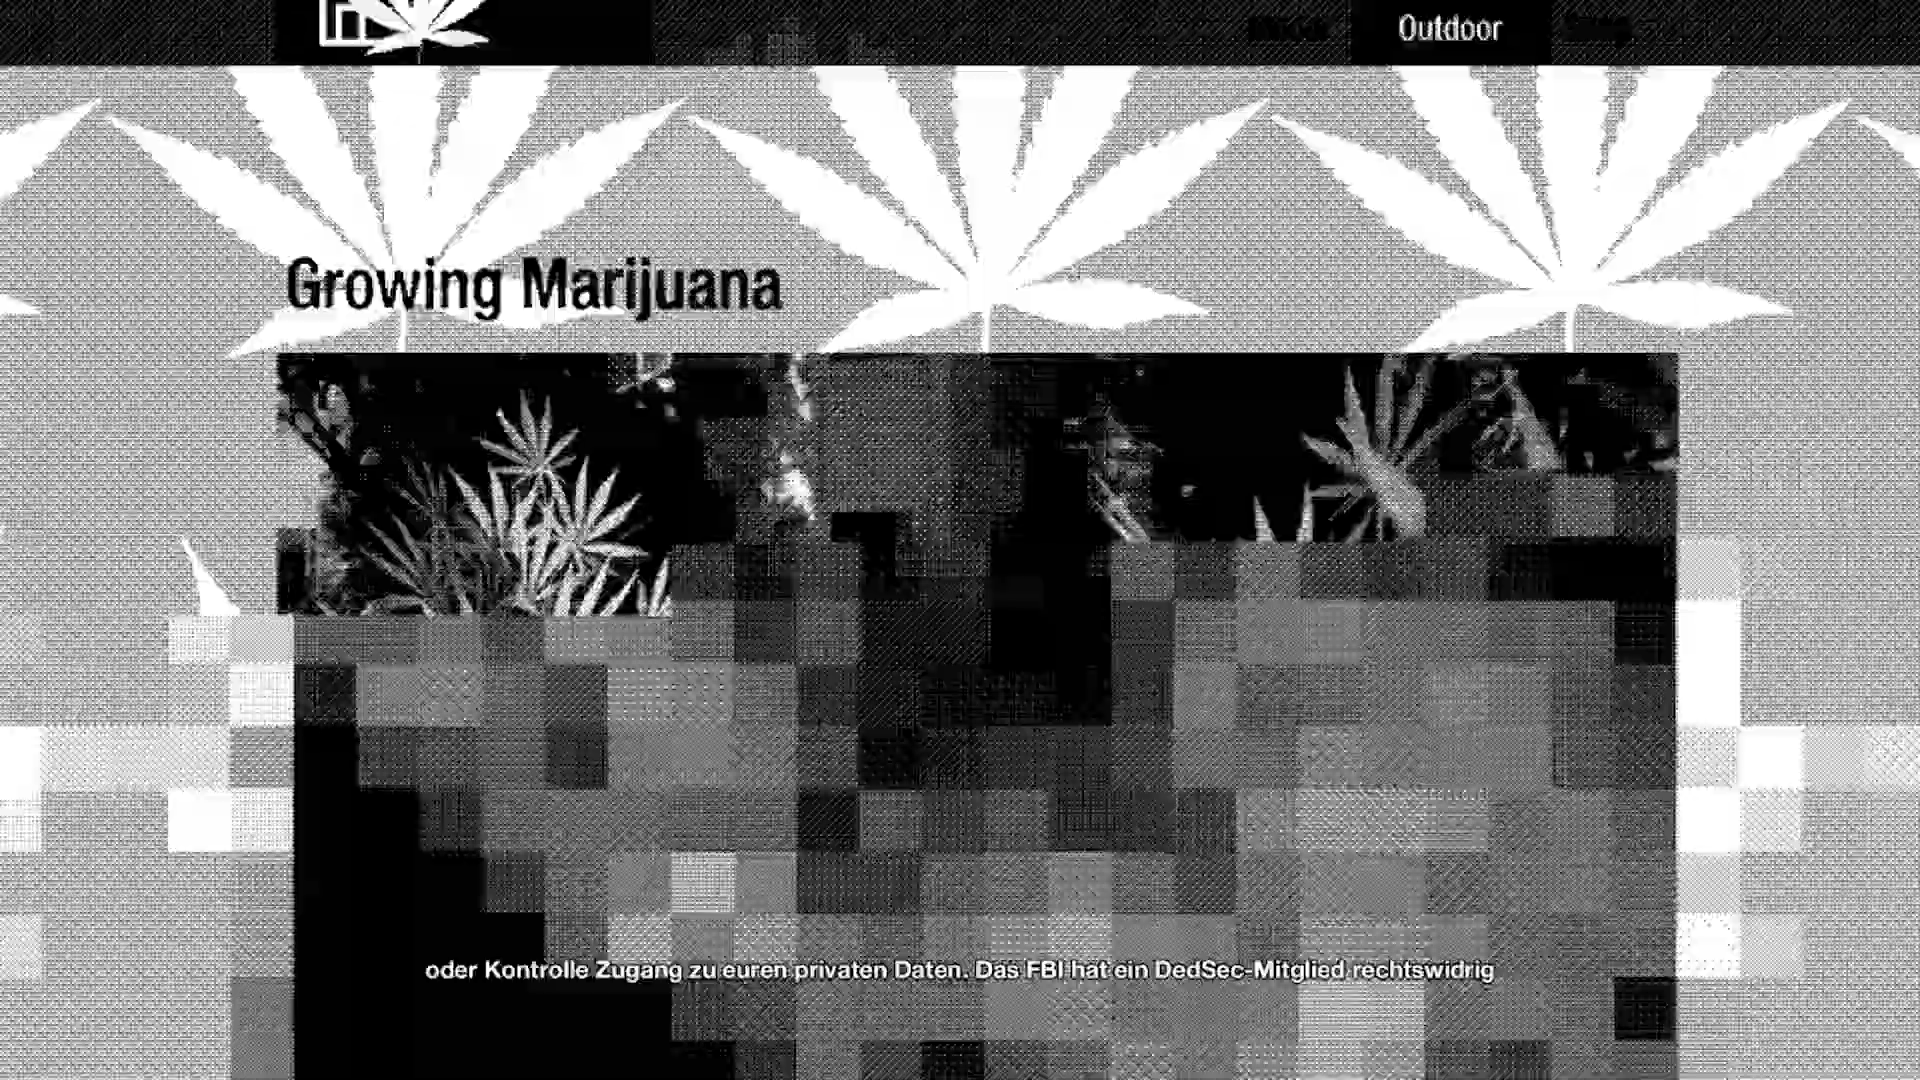 Outdoor
Growing Marijuana
oder Kontrolle Zugang zu euren privaten Daten. Das FBI hat ein DedSec-Mitglied rechtswidrig